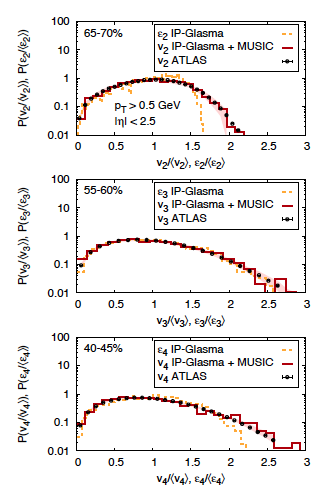 P(v2/⟨v2⟩), P(ε2/⟨ε2⟩)
100
10
1
0.1
0.01
65-70%
ε2 IP-Glasma
v2 IP-Glasma + MUSIC
v2 ATLAS
pT > 0.5 GeV
|η| < 2.5
0 0.5 1 1.5 2 2.5 3
v2/⟨v2⟩, ε2/⟨ε2⟩
P(v3/⟨v3⟩), P(ε3/⟨ε3⟩)
100
10
1
0.1
0.01
55-60%
ε3 IP-Glasma
v3 IP-Glasma + MUSIC
v3 ATLAS
0 0.5 1 1.5 2 2.5 3
v3/⟨v3⟩, ε3/⟨ε3⟩
P(v4/⟨v4⟩), P(ε4/⟨ε4⟩)
100
10
1
0.1
0.01
40-45%
ε4 IP-Glasma
v4 IP-Glasma + MUSIC
v4 ATLAS
0 0.5 1 1.5 2 2.5 3
v4/⟨v4⟩, ε4/⟨ε4⟩